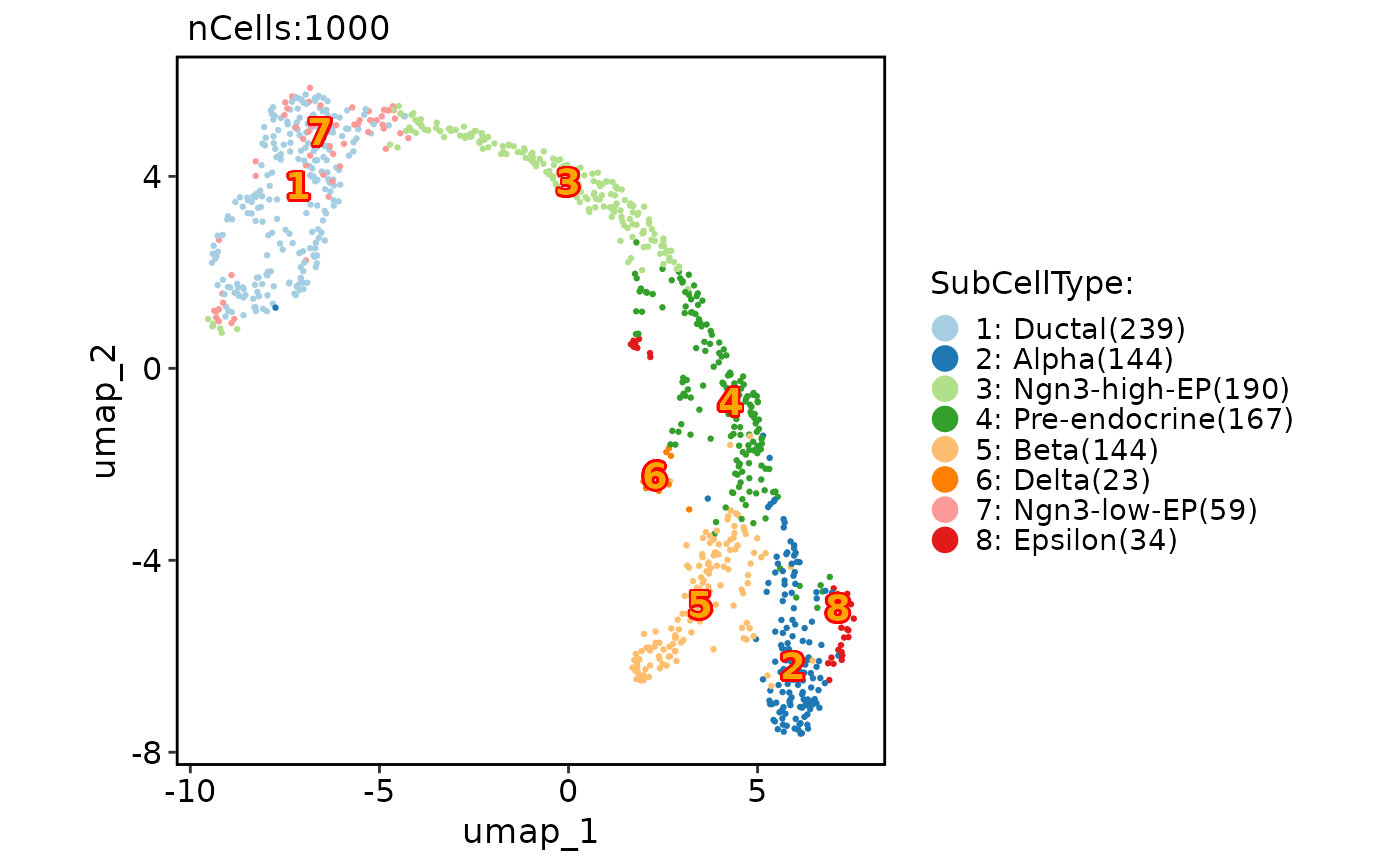 nCells:1000
7
1
3
4
6
5
8
2
4
0
-4
-8
umap_2
-10
-5
0
5
umap_1
SubCellType:
1: Ductal(239)
2: Alpha(144)
3: Ngn3-high-EP(190)
4: Pre-endocrine(167)
5: Beta(144)
6: Delta(23)
7: Ngn3-low-EP(59)
8: Epsilon(34)